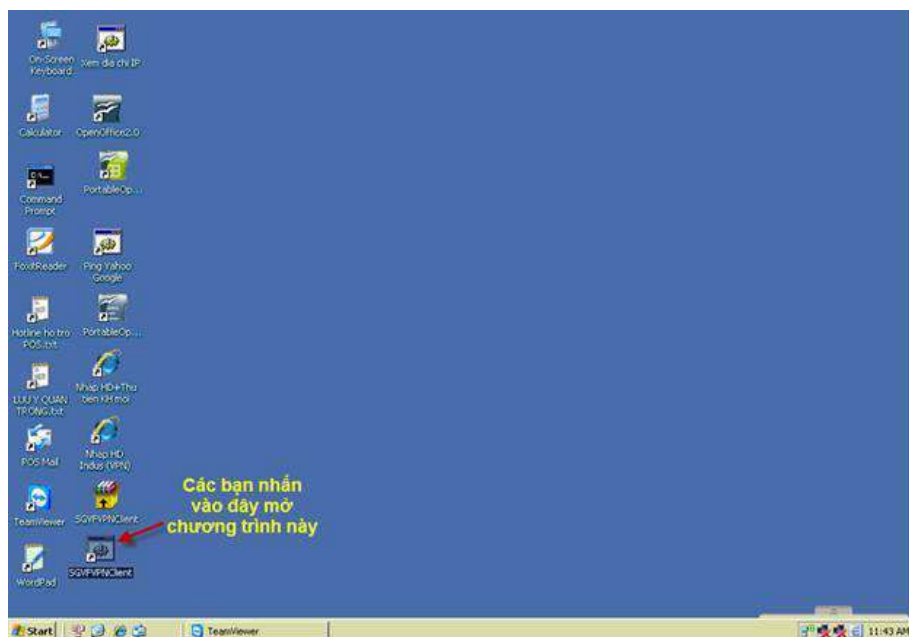 On-Screen
Keyboard
Xem dia chi IP
Calculator
OpenOffice2.0
Command
Prompt
PortableOp...
FoxitReader
Ping Yahoo
Google
Hotline ho tro
POS.txt
PortableOp...
LUU Y QUAN
TRONG.txt
Nhap HD+Thu
tien KH moi
POS Mail
Nhap HD
Indus (VPN)
TeamViewer
SGVFVPNClient
WordPad
SGVFVPNClient
Các bạn nhấn
vào đây mở
chương trình này
Start
TeamViewer
11:43 AM